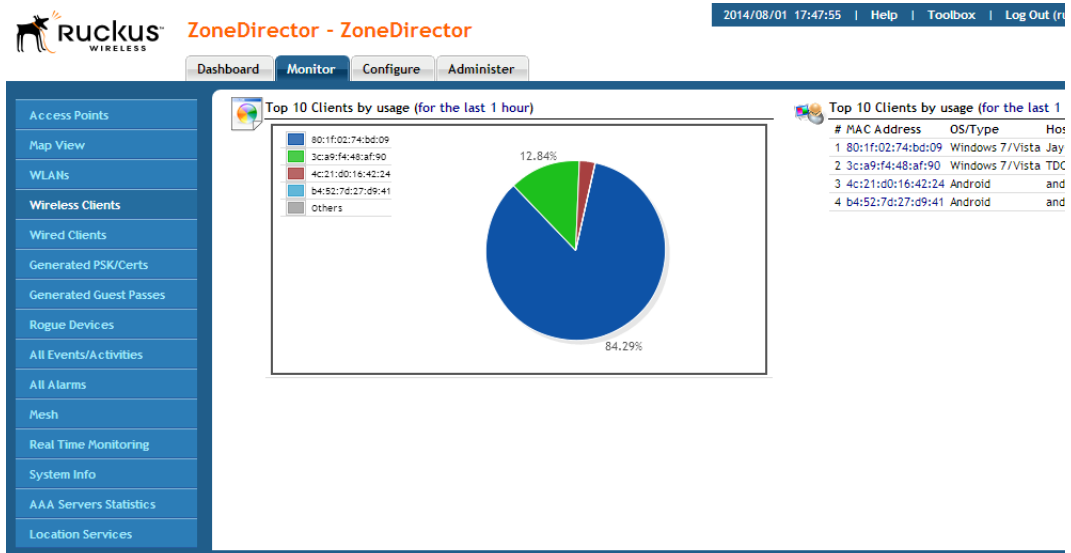 RUCKUS
WIRELESS
ZoneDirector - ZoneDirector
2014/08/01 17:47:55 | Help | Toolbox | Log Out (ru
Dashboard Monitor Configure Administer
Access Points
Map View
WLANs
Wireless Clients
Wired Clients
Generated PSK/Certs
Generated Guest Passes
Rogue Devices
All Events/Activities
All Alarms
Mesh
Real Time Monitoring
System Info
AAA Servers Statistics
Location Services
Top 10 Clients by usage (for the last 1 hour)
80:1f:02:74:bd:09
3c:a9:f4:48:af:90
4c:21:d0:16:42:24
b4:52:7d:27:d9:41
Others
12.84%
84.29%
Top 10 Clients by usage (for the last 1
# MAC Address OS/Type Hos
1 80:1f:02:74:bd:09 Windows 7/Vista Jay
2 3c:a9:f4:48:af:90 Windows 7/Vista TDC
3 4c:21:d0:16:42:24 Android and
4 b4:52:7d:27:d9:41 Android and